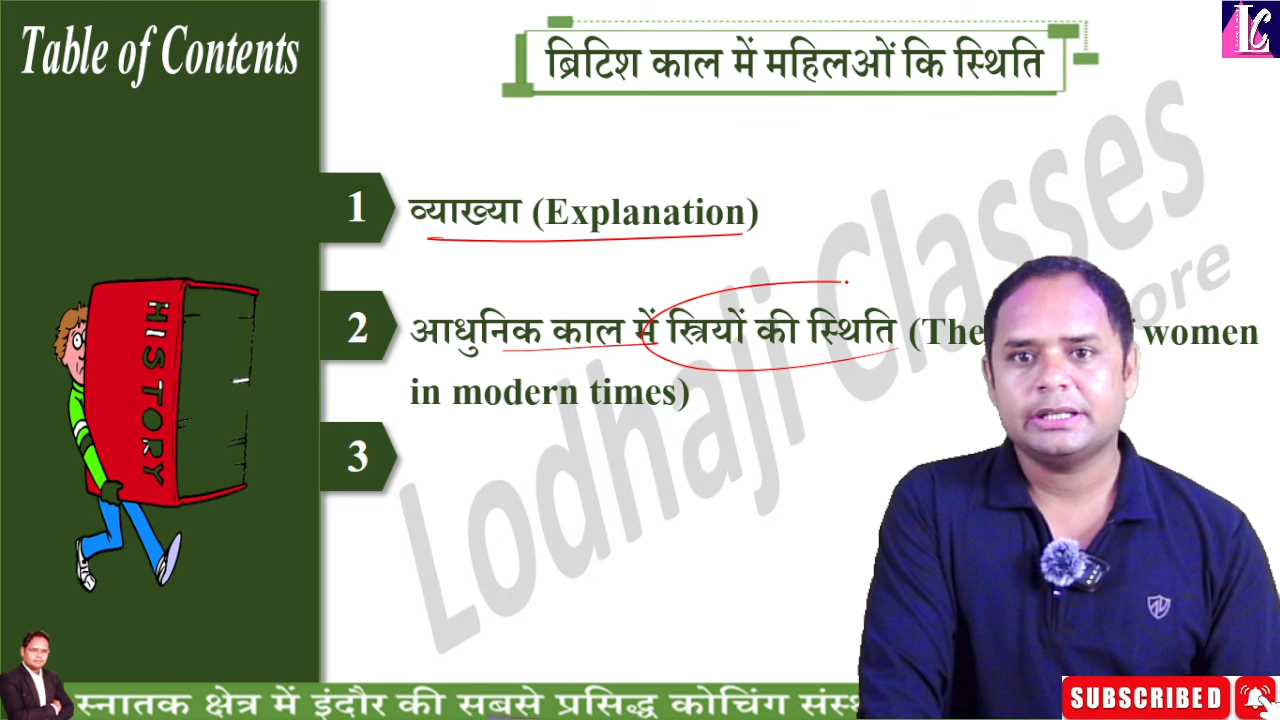 Table of Contents
ब्रिटिश काल में महिलओं कि स्थिति
LC
1
व्याख्या (Explanation)
2
आधुनिक काल में स्त्रियों की स्थिति (The women
in modern times)
3
HISTORY
Lodhaji Classes
स्नातक क्षेत्र में इंदौर की सबसे प्रसिद्ध कोचिंग
SUBSCRIBED